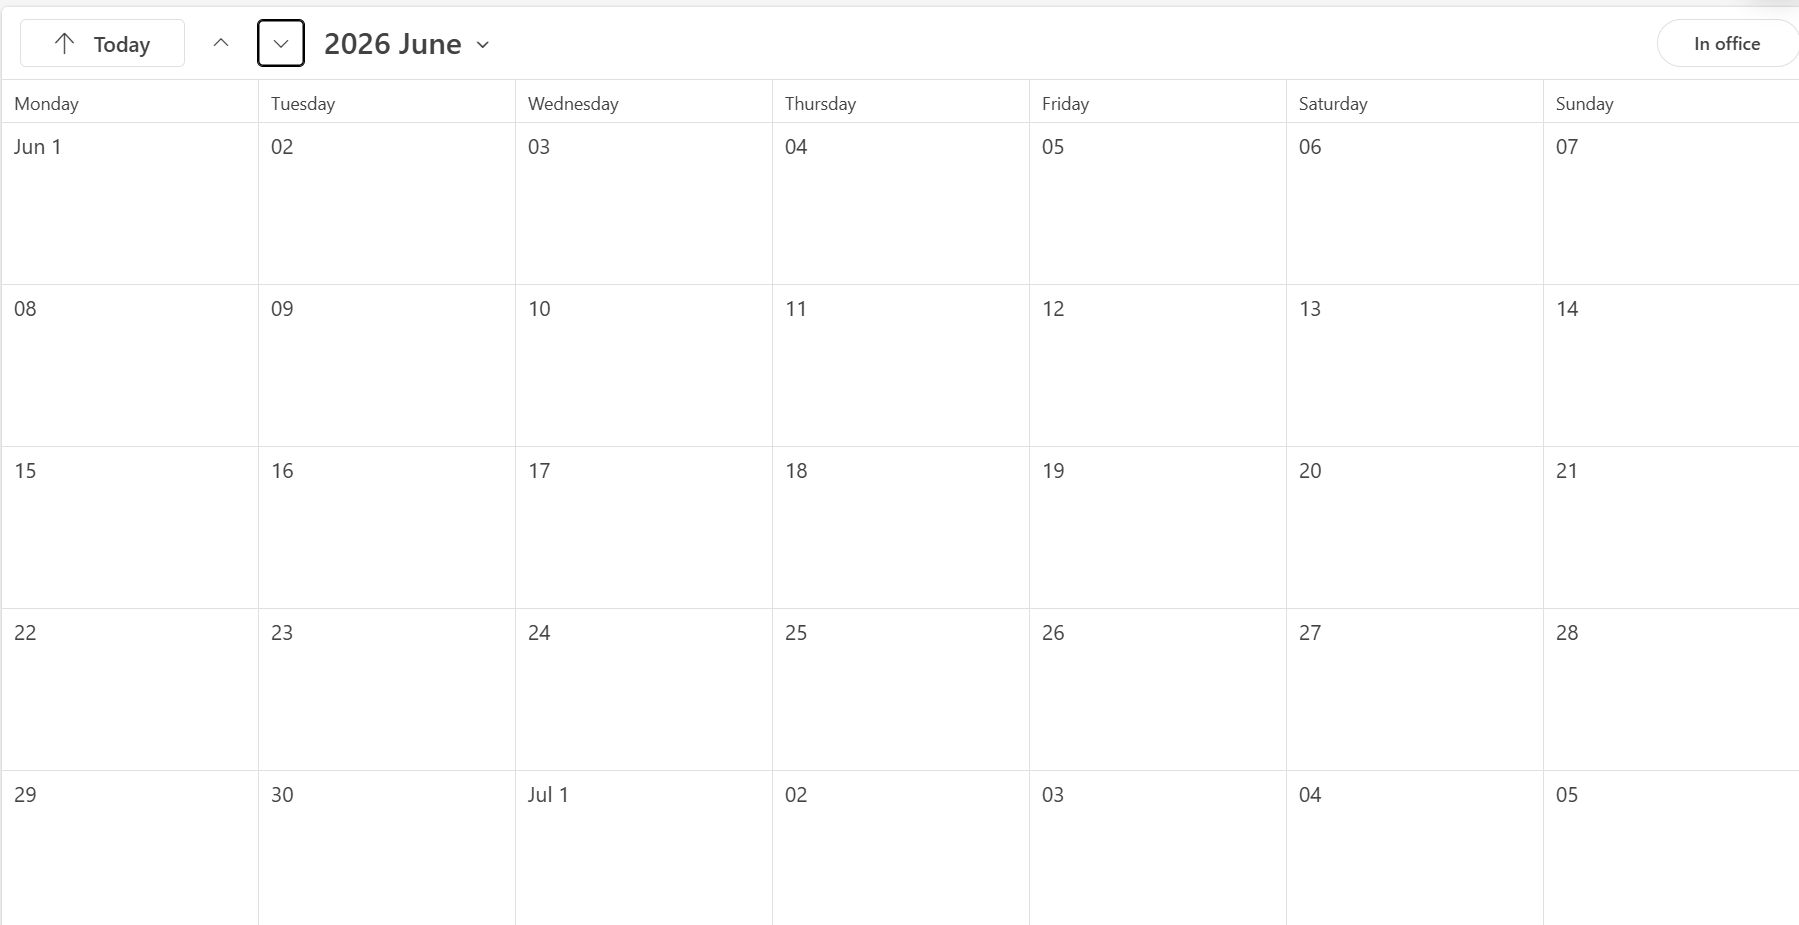 Today 2026 June In office
Monday Tuesday Wednesday Thursday Friday Saturday Sunday
Jun 1 02 03 04 05 06 07
08 09 10 11 12 13 14
15 16 17 18 19 20 21
22 23 24 25 26 27 28
29 30 Jul 1 02 03 04 05